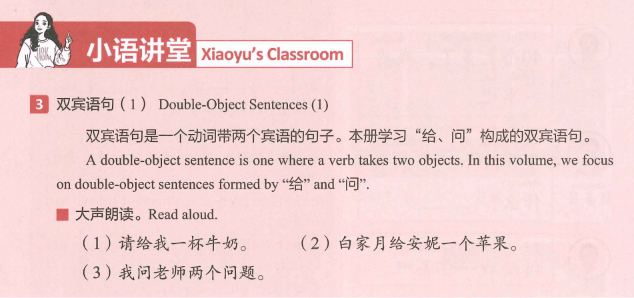 小语讲堂 Xiaoyu's Classroom
3 双宾语句（1） Double-Object Sentences (1)
双宾语句是一个动词带两个宾语的句子。本册学习“给、问”构成的双宾语句。
A double-object sentence is one where a verb takes two objects. In this volume, we focus
on double-object sentences formed by “给” and “问”.
大声朗读。Read aloud.
（1）请给我一杯牛奶。 （2）白家月给安妮一个苹果。
（3）我问老师两个问题。